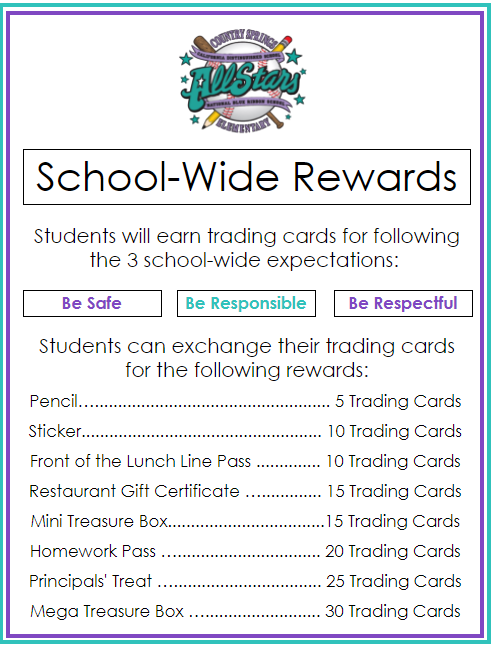 COUNTRY SPRINGS
CALIFORNIA DISTINGUISHED SCHOOL
AllStars
NATIONAL BLUE RIBBON SCHOOL
ELEMENTARY
School-Wide Rewards
Students will earn trading cards for following
the 3 school-wide expectations:
Be Safe
Be Responsible
Be Respectful
Students can exchange their trading cards
for the following rewards:
Pencil................................................ 5 Trading Cards
Sticker.................................................. 10 Trading Cards
Front of the Lunch Line Pass ............. 10 Trading Cards
Restaurant Gift Certificate ................ 15 Trading Cards
Mini Treasure Box.................................15 Trading Cards
Homework Pass ................................ 20 Trading Cards
Principals' Treat .................................. 25 Trading Cards
Mega Treasure Box ........................... 30 Trading Cards